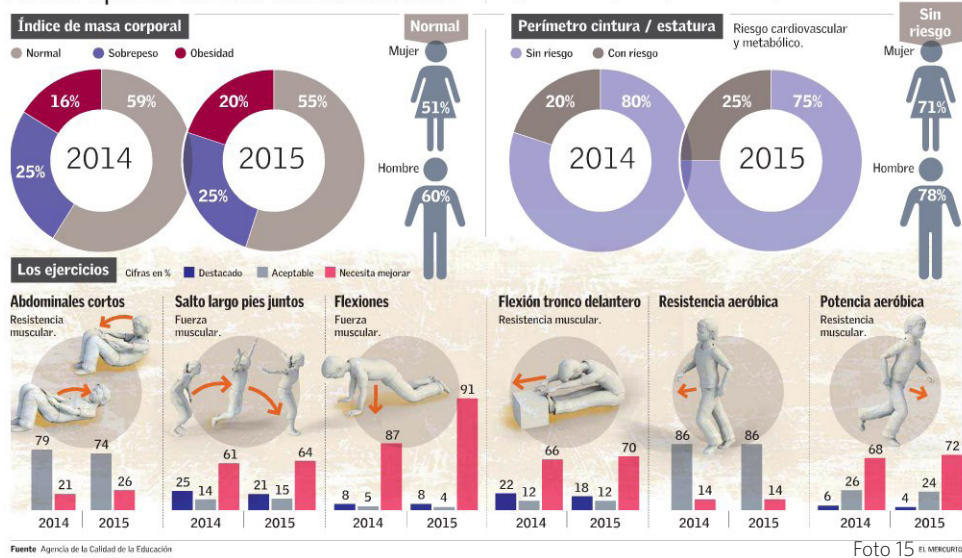 Índice de masa corporal
Normal
Sobrepeso
Obesidad
16%
59%
25%
2014
20%
55%
25%
2015
Normal
Mujer
51%
Hombre
60%
Perímetro cintura / estatura
Riesgo cardiovascular
y metabólico.
Sin riesgo
Con riesgo
20%
80%
2014
25%
75%
2015
Sin
riesgo
Mujer
71%
Hombre
78%
Los ejercicios
Cifras en %
Destacado
Aceptable
Necesita mejorar
Abdominales cortos
Resistencia
muscular.
79
21
74
26
2014
2015
Salto largo pies juntos
Fuerza
muscular.
25
14
61
21
15
64
2014
2015
Flexiones
Fuerza
muscular.
8
5
87
8
4
91
2014
2015
Flexión tronco delantero
Resistencia muscular.
22
12
66
18
12
70
2014
2015
Resistencia aeróbica
86
14
86
14
2014
2015
Potencia aeróbica
Resistencia
muscular.
6
26
68
4
24
72
2014
2015
Fuente Agencia de la Calidad de la Educación
Foto 15
EL MERCURIO